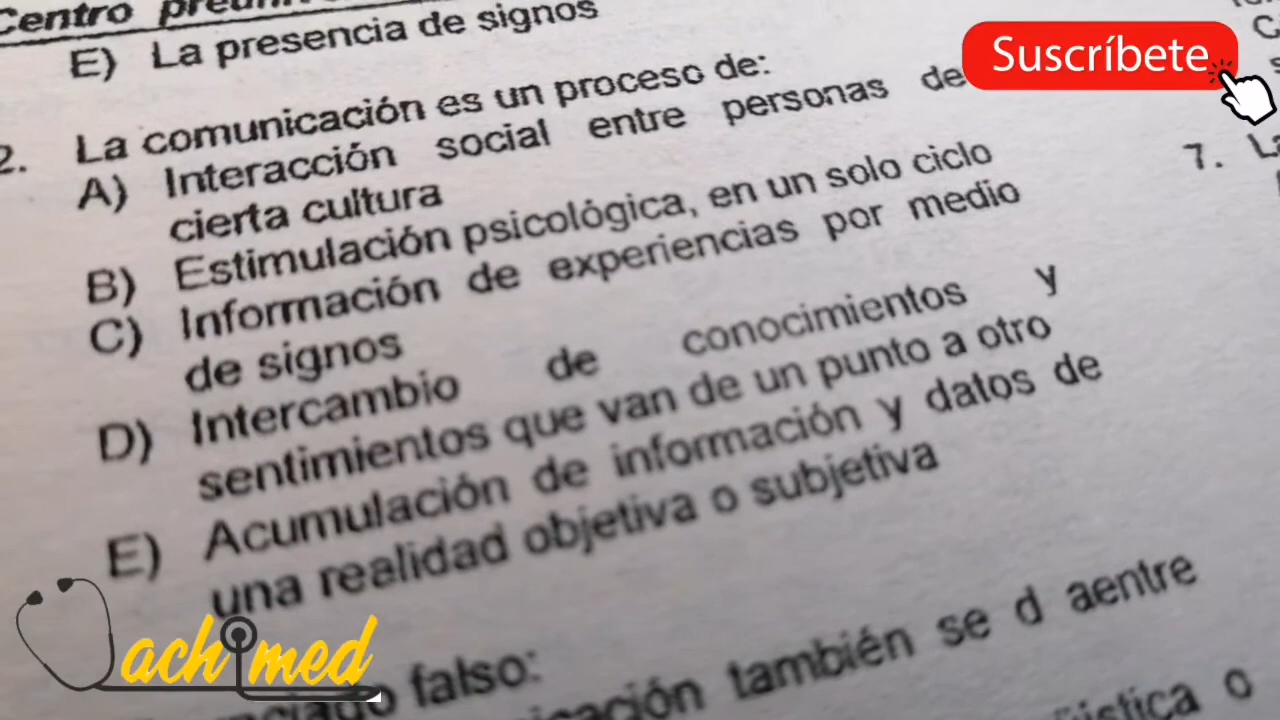 Centro
E) La presencia de signos
2. La comunicación es un proceso de:
A) Interacción social entre personas de
cierta cultura
B) Estimulación psicológica, en un solo ciclo
C) Información de experiencias por medio
de signos
D) Intercambio de conocimientos y
sentimientos que van de un punto a otro
E) Acumulación de información y datos de
una realidad objetiva o subjetiva
falso:
también se d aentre
o
7.
Suscríbete
achimed